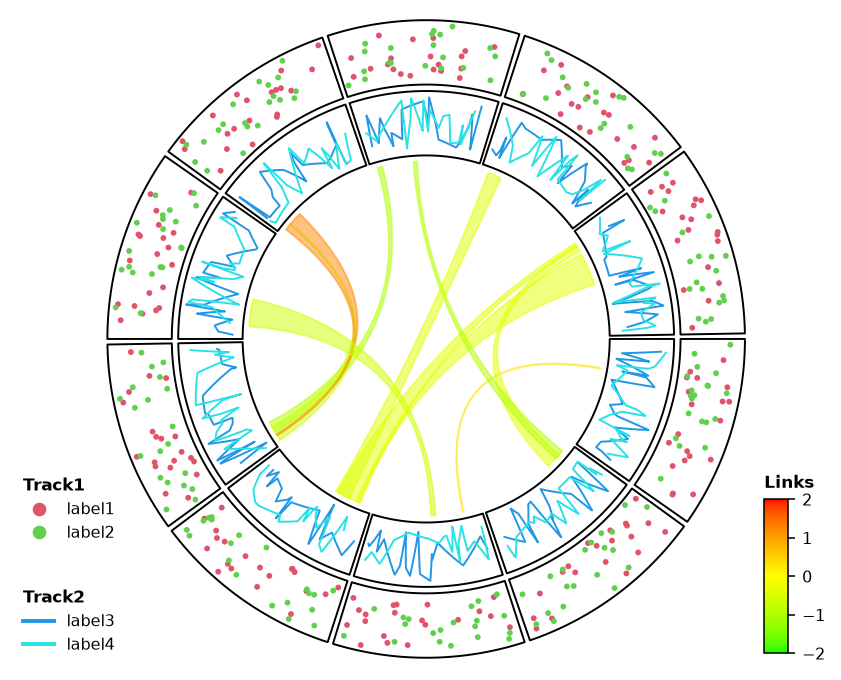 Track1
label1
label2
Track2
label3
label4
Links
2
1
0
−1
−2